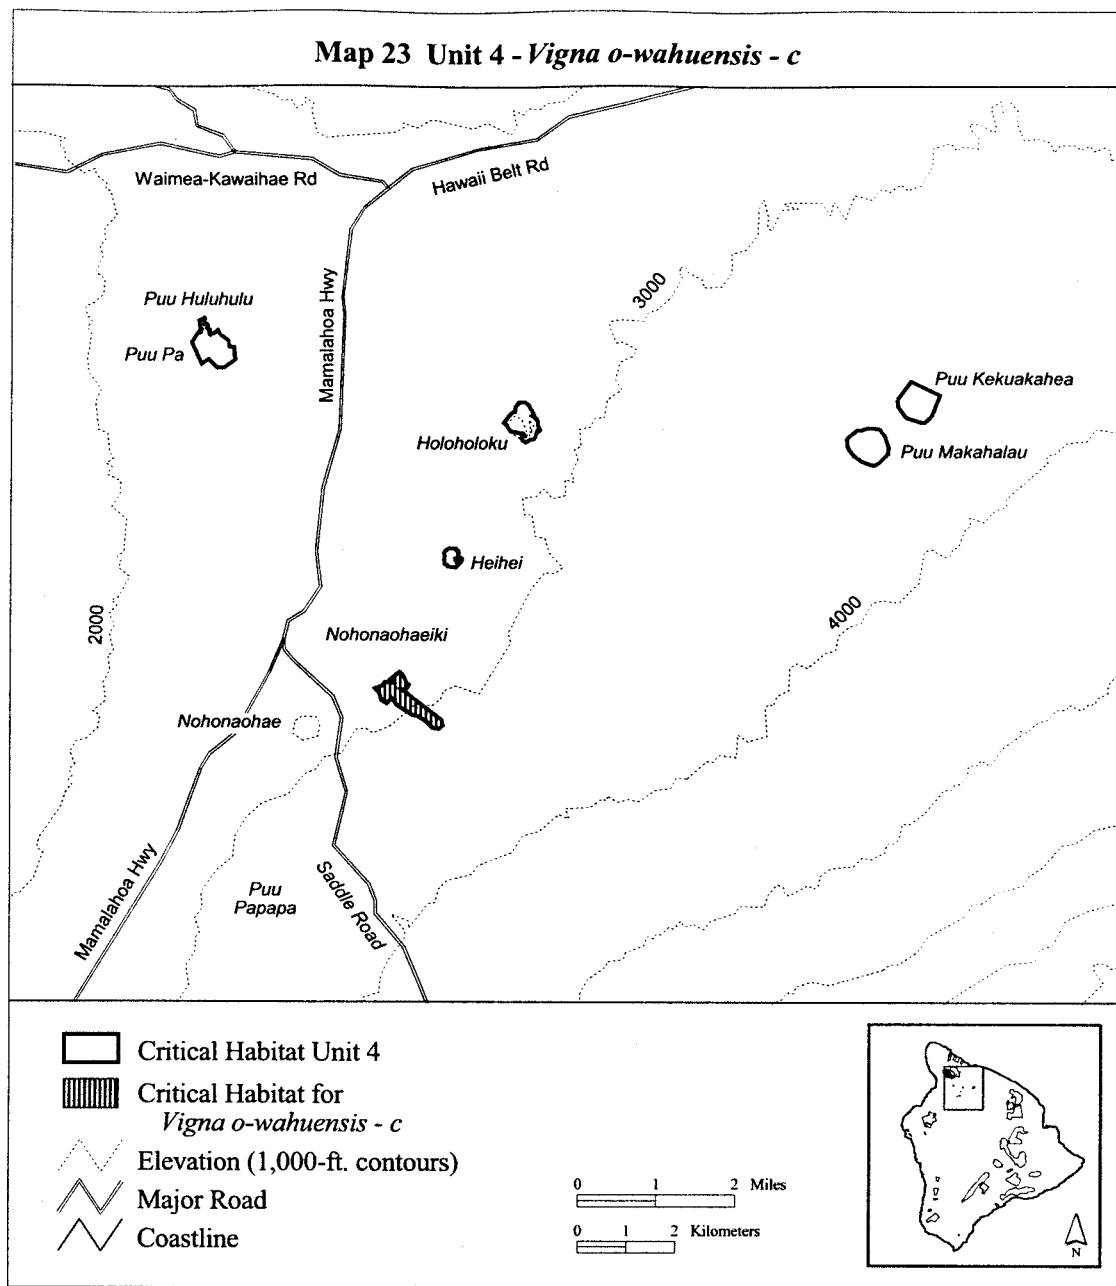 Map 23 Unit 4 - Vigna o-wahuensis - c
Waimea-Kawaihae Rd
Hawaii Belt Rd
Mamalahoa Hwy
3000
Puu Huluhulu
Puu Pa
Puu Kekuakahea
Holoholoku
Puu Makahalau
Heihei
2000
4000
Nohonaohaeiki
Nohonaohae
Mamalahoa Hwy
Saddle Road
Puu
Papapa
Critical Habitat Unit 4
Critical Habitat for
Vigna o-wahuensis - c
Elevation (1,000-ft. contours)
Major Road
Coastline
0 1 2 Miles
0 1 2 Kilometers
N